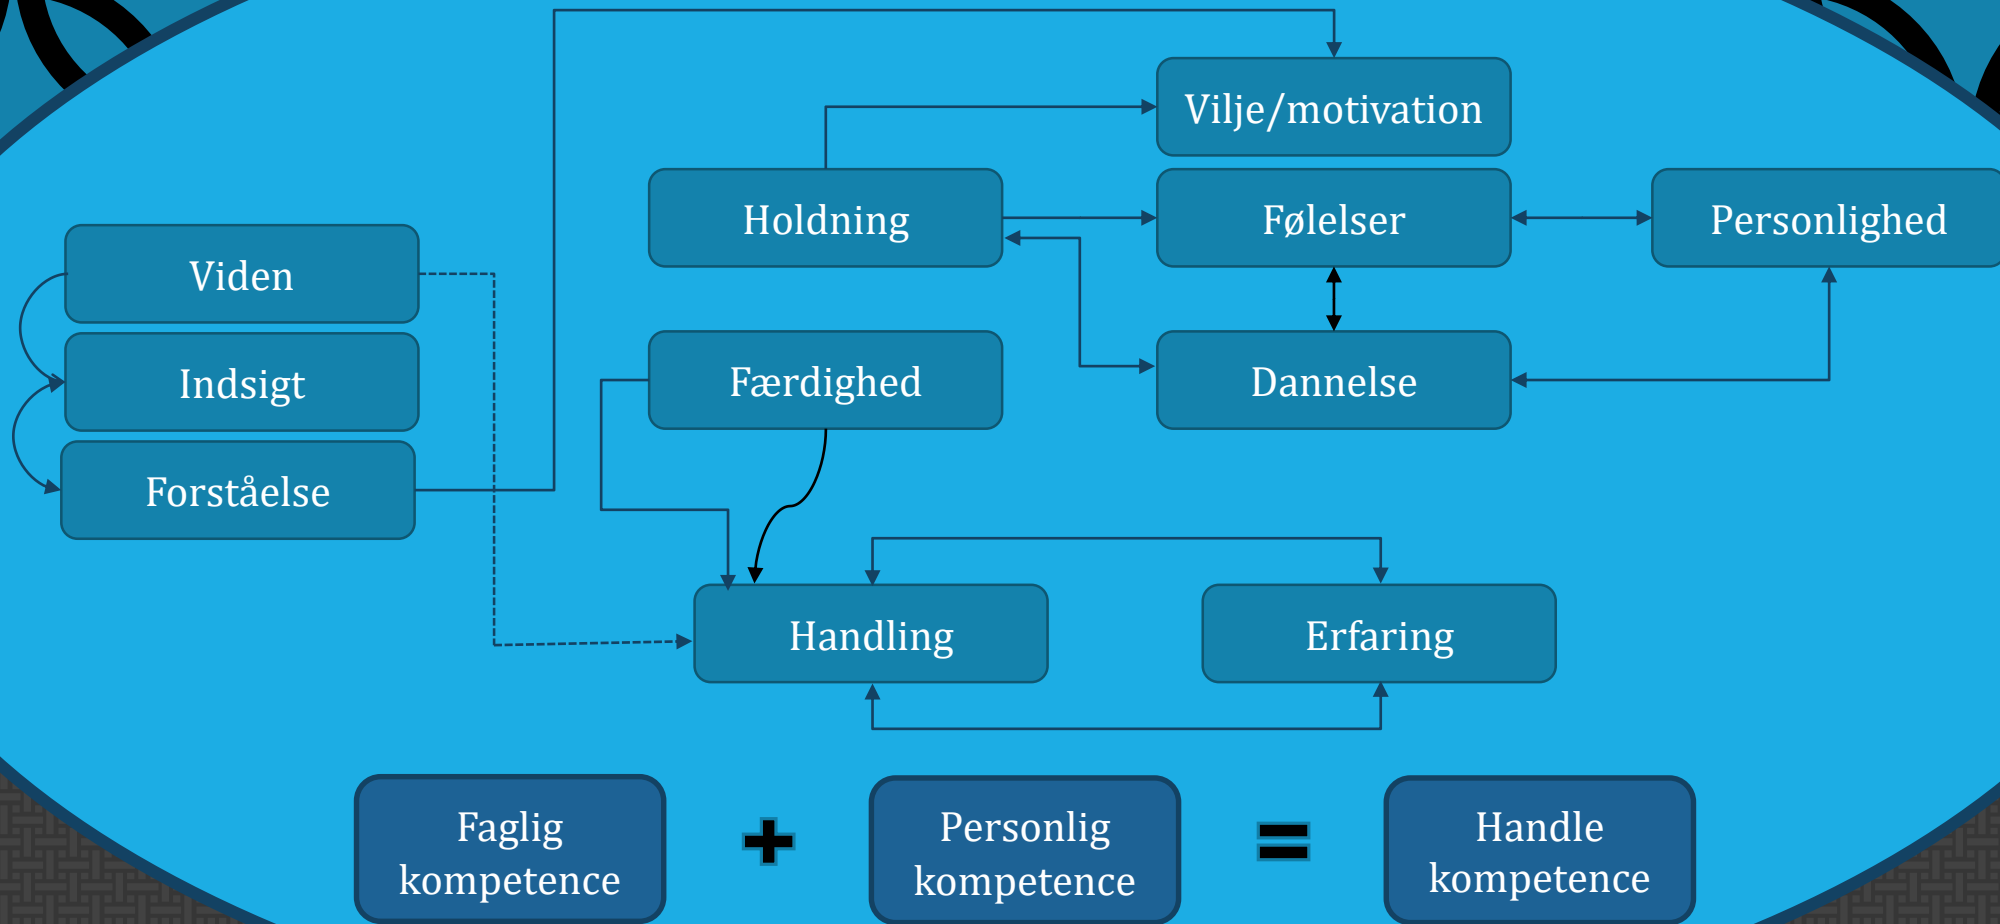 Vilje/motivation
Holdning
Følelser
Personlighed
Viden
Indsigt
Færdighed
Dannelse
Forståelse
Handling
Erfaring
Faglig
kompetence
Personlig
kompetence
Handle
kompetence